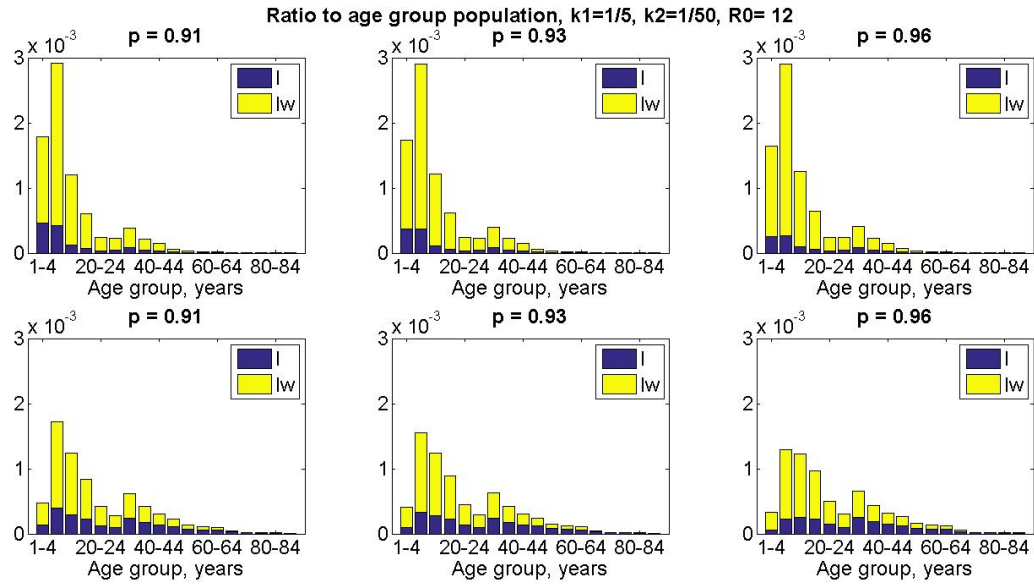 Ratio to age group population, k1=1/5, k2=1/50, R0= 12
x 10-3
p = 0.91
3
2
1
0
I
Iw
1-4 20-24 40-44 60-64 80-84
Age group, years
x 10-3
p = 0.93
3
2
1
0
I
Iw
1-4 20-24 40-44 60-64 80-84
Age group, years
x 10-3
p = 0.96
3
2
1
0
I
Iw
1-4 20-24 40-44 60-64 80-84
Age group, years
x 10-3
p = 0.91
3
2
1
0
I
Iw
1-4 20-24 40-44 60-64 80-84
Age group, years
x 10-3
p = 0.93
3
2
1
0
I
Iw
1-4 20-24 40-44 60-64 80-84
Age group, years
x 10-3
p = 0.96
3
2
1
0
I
Iw
1-4 20-24 40-44 60-64 80-84
Age group, years